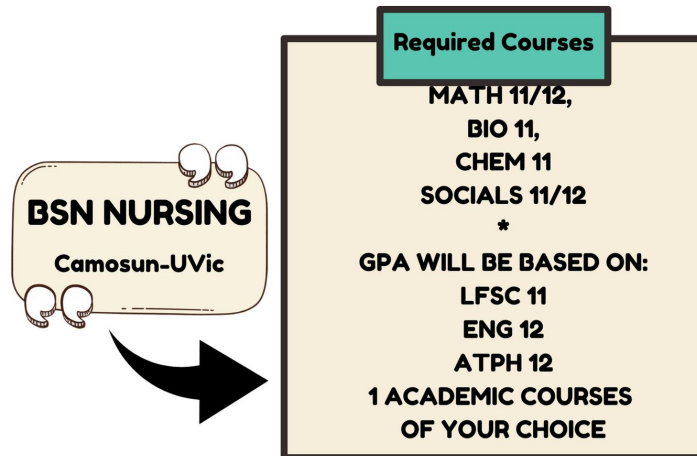 BSN NURSING
Camosun-UVic
Required Courses
MATH 11/12,
BIO 11,
CHEM 11
SOCIALS 11/12
*
GPA WILL BE BASED ON:
LFSC 11
ENG 12
ATPH 12
1 ACADEMIC COURSES
OF YOUR CHOICE